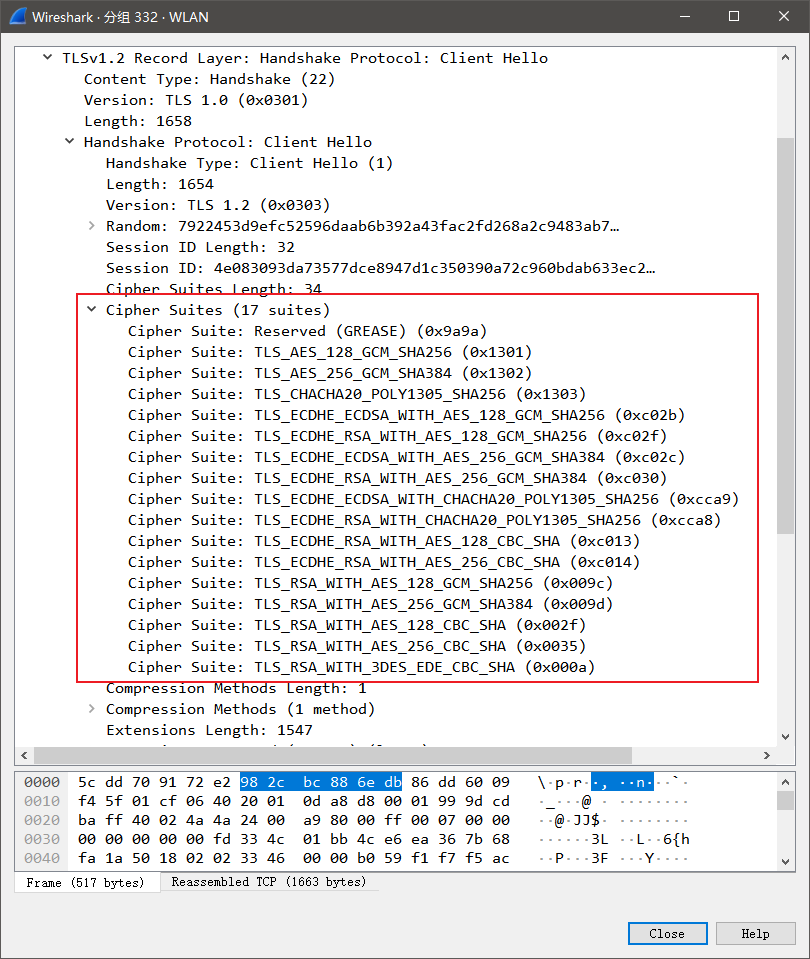 Wireshark · 分组 332 · WLAN
TLSv1.2 Record Layer: Handshake Protocol: Client Hello
Content Type: Handshake (22)
Version: TLS 1.0 (0x0301)
Length: 1658
Handshake Protocol: Client Hello
Handshake Type: Client Hello (1)
Length: 1654
Version: TLS 1.2 (0x0303)
Random: 7922453d9efc52596daab6b392a43fac2fd268a2c9483ab7…
Session ID Length: 32
Session ID: 4e083093da73577dce8947d1c350390a72c960bdab633ec2…
Cipher Suites Length: 34
Cipher Suites (17 suites)
Cipher Suite: Reserved (GREASE) (0x9a9a)
Cipher Suite: TLS_AES_128_GCM_SHA256 (0x1301)
Cipher Suite: TLS_AES_256_GCM_SHA384 (0x1302)
Cipher Suite: TLS_CHACHA20_POLY1305_SHA256 (0x1303)
Cipher Suite: TLS_ECDHE_ECDSA_WITH_AES_128_GCM_SHA256 (0xc02b)
Cipher Suite: TLS_ECDHE_RSA_WITH_AES_128_GCM_SHA256 (0xc02f)
Cipher Suite: TLS_ECDHE_ECDSA_WITH_AES_256_GCM_SHA384 (0xc02c)
Cipher Suite: TLS_ECDHE_RSA_WITH_AES_256_GCM_SHA384 (0xc030)
Cipher Suite: TLS_ECDHE_ECDSA_WITH_CHACHA20_POLY1305_SHA256 (0xcca9)
Cipher Suite: TLS_ECDHE_RSA_WITH_CHACHA20_POLY1305_SHA256 (0xcca8)
Cipher Suite: TLS_ECDHE_RSA_WITH_AES_128_CBC_SHA (0xc013)
Cipher Suite: TLS_ECDHE_RSA_WITH_AES_256_CBC_SHA (0xc014)
Cipher Suite: TLS_RSA_WITH_AES_128_GCM_SHA256 (0x009c)
Cipher Suite: TLS_RSA_WITH_AES_256_GCM_SHA384 (0x009d)
Cipher Suite: TLS_RSA_WITH_AES_128_CBC_SHA (0x002f)
Cipher Suite: TLS_RSA_WITH_AES_256_CBC_SHA (0x0035)
Cipher Suite: TLS_RSA_WITH_3DES_EDE_CBC_SHA (0x000a)
Compression Methods Length: 1
Compression Methods (1 method)
Extensions Length: 1547
0000 5c dd 70 91 72 e2 98 2c bc 88 6e db 86 dd 60 09 \·p·r··, ··n···`·
0010 f4 5f 01 cf 06 40 20 01 0d a8 d8 00 01 99 9d cd ·_···@ · ········
0020 ba ff 40 02 4a 4a 24 00 a9 80 00 ff 00 07 00 00 ··@·JJ$· ········
0030 00 00 00 00 00 fd 33 4c 01 bb 4c e6 ea 36 7b 68 ······3L ··L··6{h
0040 fa 1a 50 18 02 02 33 46 00 00 b0 59 f1 f7 f5 ac ··P···3F ···Y····
Frame (517 bytes) Reassembled TCP (1663 bytes)
Close Help